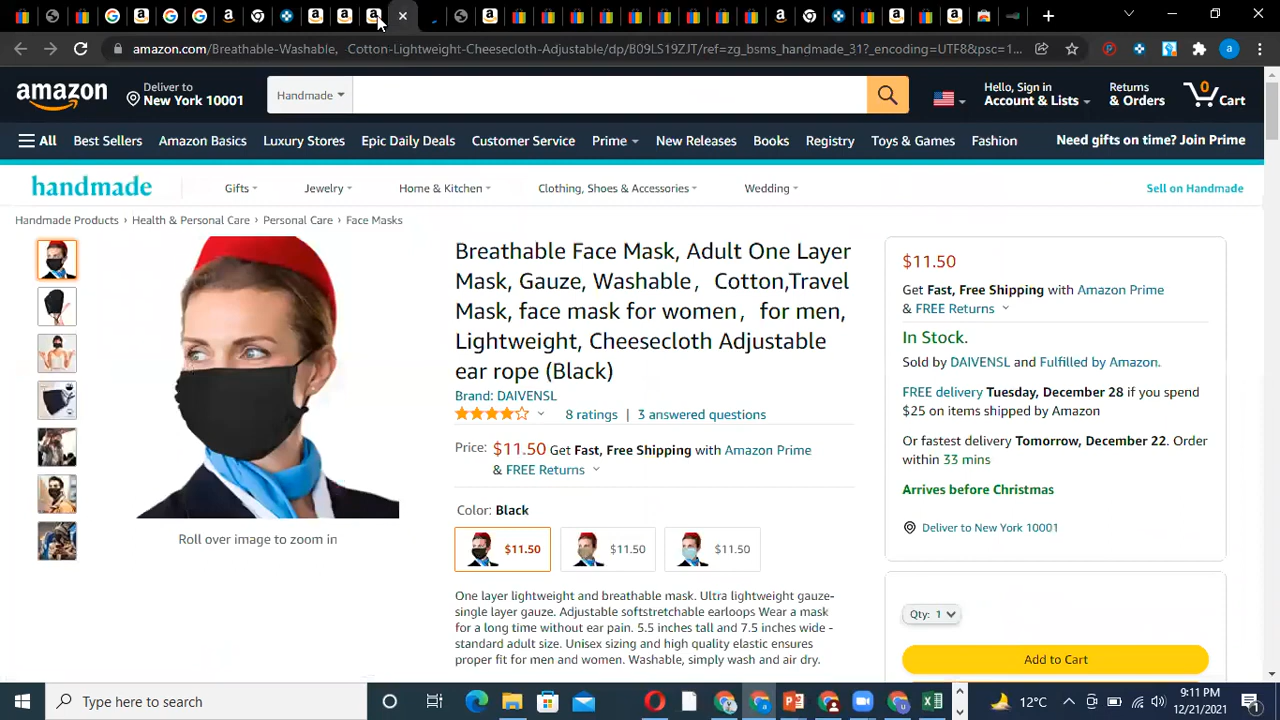 amazon.com/Breathable-Washable, Cotton-Lightweight-Cheesecloth-Adjustable/dp/B09LS19ZJT/ref=zg_bsms_handmade_31?_encoding=UTF8&psc=1...
amazon
Deliver to
New York 10001
Handmade
Hello, Sign in
Account & Lists
Returns
& Orders
0
Cart
All
Best Sellers
Amazon Basics
Luxury Stores
Epic Daily Deals
Customer Service
Prime
New Releases
Books
Registry
Toys & Games
Fashion
Need gifts on time? Join Prime
handmade
Gifts
Jewelry
Home & Kitchen
Clothing, Shoes & Accessories
Wedding
Sell on Handmade
Handmade Products › Health & Personal Care › Personal Care › Face Masks
Roll over image to zoom in
Breathable Face Mask, Adult One Layer
Mask, Gauze, Washable，Cotton,Travel
Mask, face mask for women，for men,
Lightweight, Cheesecloth Adjustable
ear rope (Black)
Brand: DAIVENSL
8 ratings | 3 answered questions
Price: $11.50 Get Fast, Free Shipping with Amazon Prime
& FREE Returns
Color: Black
$11.50
$11.50
$11.50
One layer lightweight and breathable mask. Ultra lightweight gauze-
single layer gauze. Adjustable softstretchable earloops Wear a mask
for a long time without ear pain. 5.5 inches tall and 7.5 inches wide -
standard adult size. Unisex sizing and high quality elastic ensures
proper fit for men and women. Washable, simply wash and air dry.
$11.50
Get Fast, Free Shipping with Amazon Prime
& FREE Returns
In Stock.
Sold by DAIVENSL and Fulfilled by Amazon.
FREE delivery Tuesday, December 28 if you spend
$25 on items shipped by Amazon
Or fastest delivery Tomorrow, December 22. Order
within 33 mins
Arrives before Christmas
Deliver to New York 10001
Qty: 1
Add to Cart
Type here to search
12°C
9:11 PM
12/21/2021